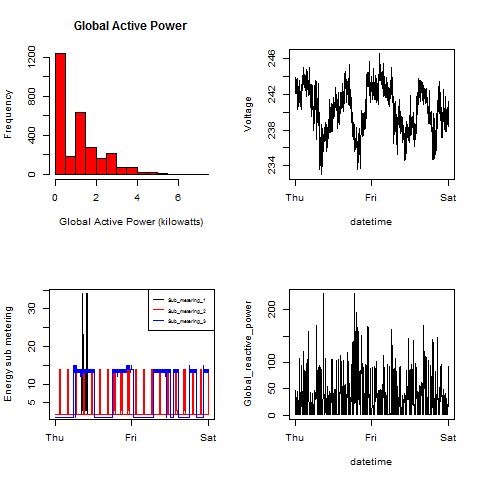 Global Active Power
Frequency
0 400 800 1200
0 2 4 6
Global Active Power (kilowatts)
Voltage
234 238 242 246
Thu Fri Sat
datetime
Energy sub metering
5 10 20 30
Sub_metering_1
Sub_metering_2
Sub_metering_3
Thu Fri Sat
Global_reactive_power
0 50 100 200
Thu Fri Sat
datetime